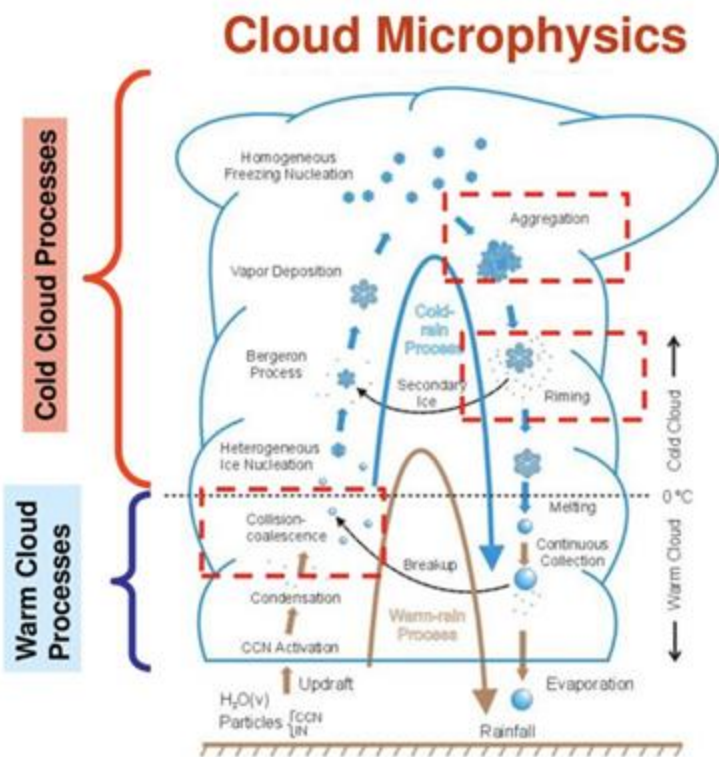 Cloud Microphysics
Cold Cloud Processes
Warm Cloud
Processes
Homogeneous
Freezing Nucleation
Aggregation
Vapor Deposition
Cold-
rain
Process
Bergeron
Process
Secondary
Ice
Riming
Cold Cloud
Heterogeneous
Ice Nucleation
0 °C
Melting
Collision-
coalescence
Continuous
Collection
Breakup
Condensation
Warm Cloud
Warm-rain
Process
CCN Activation
Updraft
Evaporation
H₂O(v)
Particles {CCN
IN
Rainfall